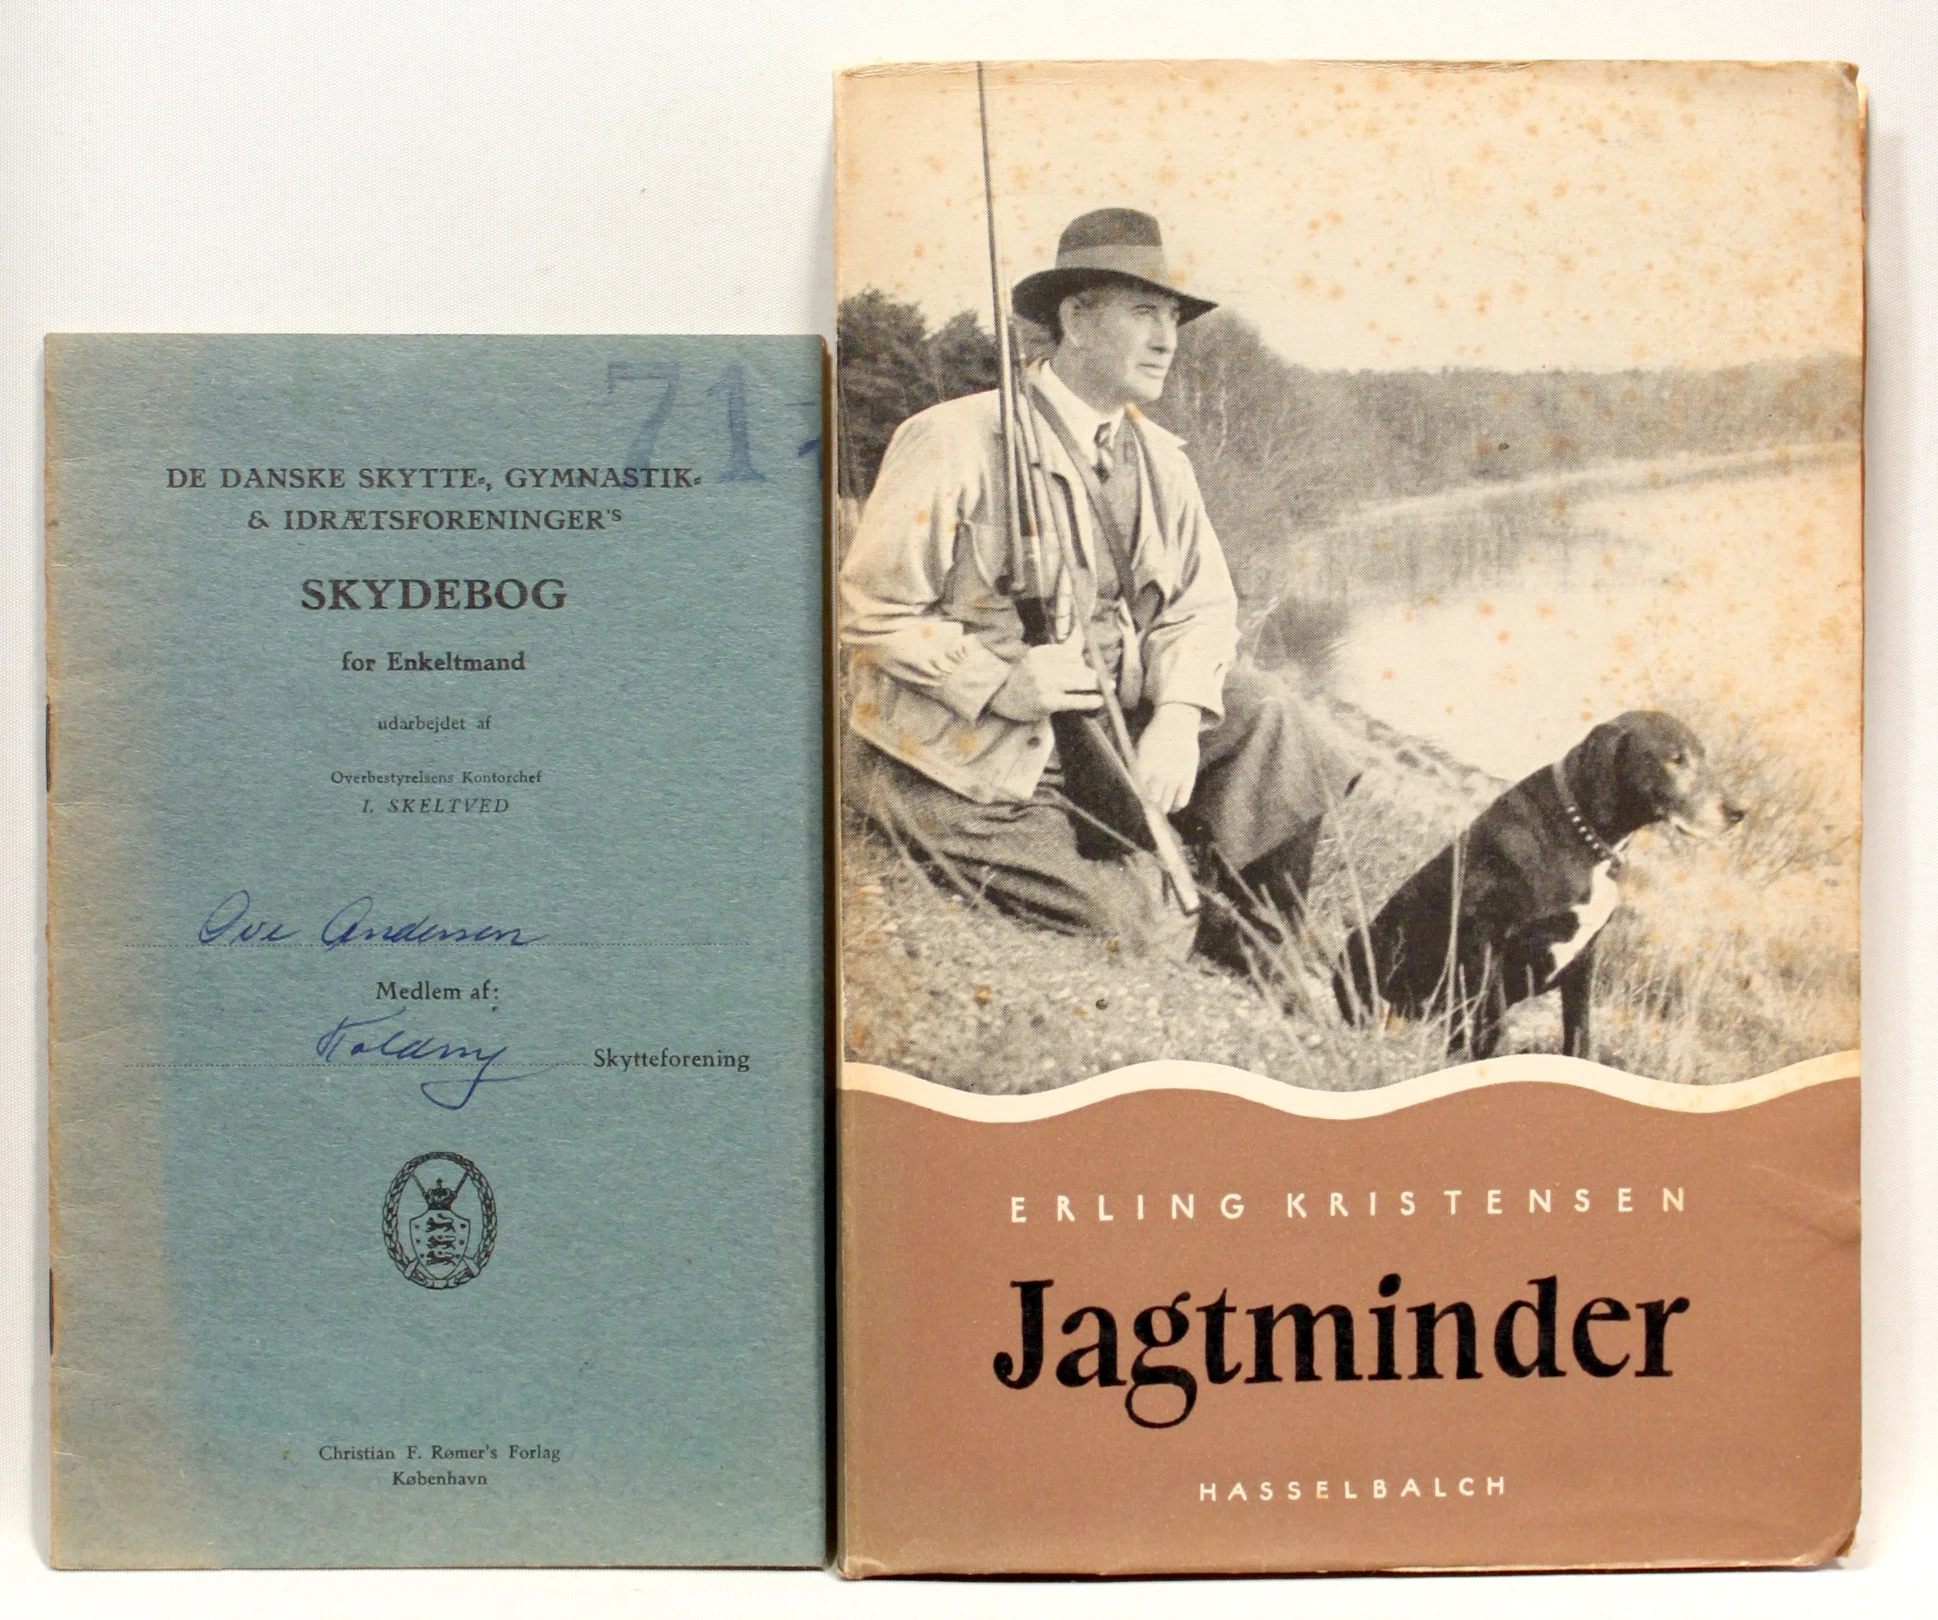 71-
DE DANSKE SKYTTE-, GYMNASTIK-
& IDRÆTSFORENINGER'S
SKYDEBOG
for Enkeltmand
udarbejdet af
Overbestyrelsens Kontorchef
I. SKELTVED
Ove Andersen
Medlem af:
Kolding Skytteforening
Christian F. Rømer's Forlag
København
ERLING KRISTENSEN
Jagtminder
HASSELBALCH